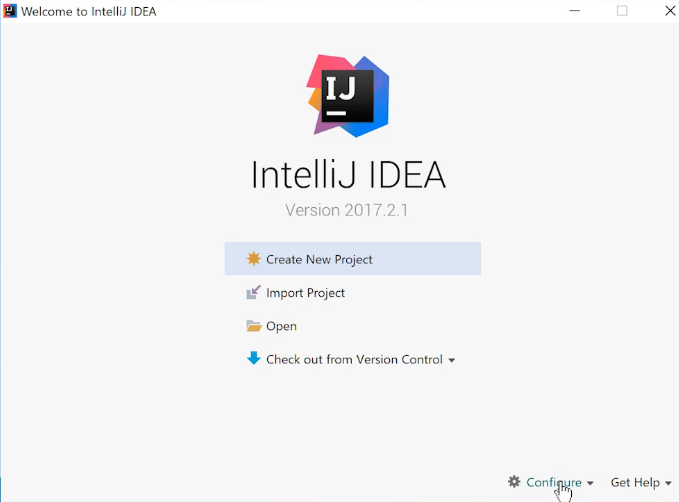 Welcome to IntelliJ IDEA
IJ
IntelliJ IDEA
Version 2017.2.1
Create New Project
Import Project
Open
Check out from Version Control
Configure Get Help